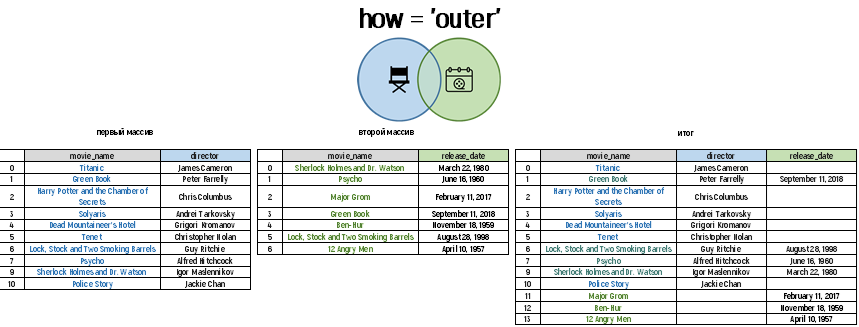 how = 'outer'
первый массив
второй массив
итог
movie_name director
0 Titanic James Cameron
1 Green Book Peter Farrelly
2 Harry Potter and the Chamber of
Secrets Chris Columbus
3 Solyaris Andrei Tarkovsky
4 Dead Mountaineer's Hotel Grigori Kromanov
5 Tenet Christopher Nolan
6 Lock, Stock and Two Smoking Barrels Guy Ritchie
7 Psycho Alfred Hitchcock
9 Sherlock Holmes and Dr. Watson Igor Maslennikov
10 Police Story Jackie Chan
movie_name release_date
0 Sherlock Holmes and Dr. Watson March 22, 1980
1 Psycho June 16, 1960
2 Major Grom February 11, 2017
3 Green Book September 11, 2018
4 Ben-Hur November 18, 1959
5 Lock, Stock and Two Smoking Barrels August 28, 1998
6 12 Angry Men April 10, 1957
movie_name director release_date
0 Titanic James Cameron
1 Green Book Peter Farrelly September 11, 2018
2 Harry Potter and the Chamber of
Secrets Chris Columbus
3 Solyaris Andrei Tarkovsky
4 Dead Mountaineer's Hotel Grigori Kromanov
5 Tenet Christopher Nolan
6 Lock, Stock and Two Smoking Barrels Guy Ritchie August 28, 1998
7 Psycho Alfred Hitchcock June 16, 1960
9 Sherlock Holmes and Dr. Watson Igor Maslennikov March 22, 1980
10 Police Story Jackie Chan
11 Major Grom February 11, 2017
12 Ben-Hur November 18, 1959
13 12 Angry Men April 10, 1957